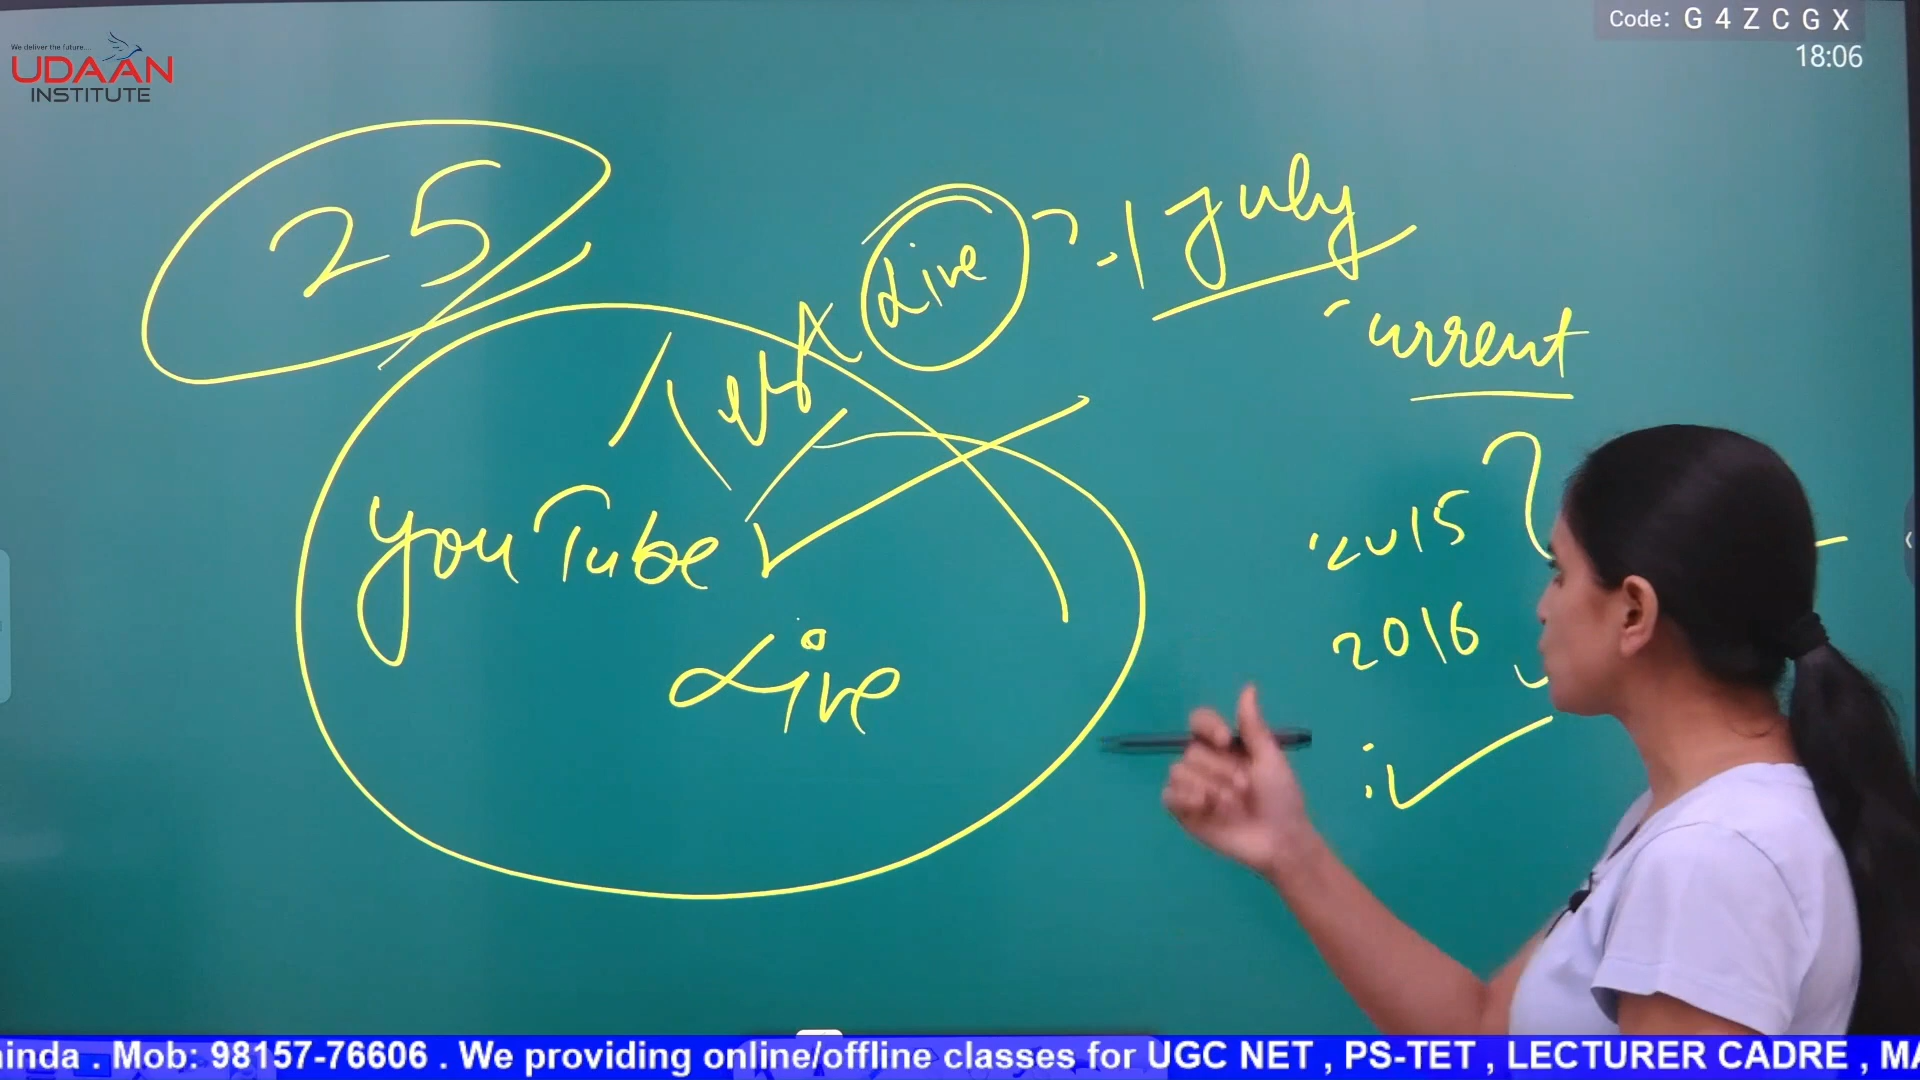 Code: G 4 Z C G X
18:06
We deliver the future...
UDAAN
INSTITUTE
25
Live
1 July
current
YouTube
Live
2015
2016
inda . Mob: 98157-76606 . We providing online/offline classes for UGC NET , PS-TET , LECTURER CADRE , MA